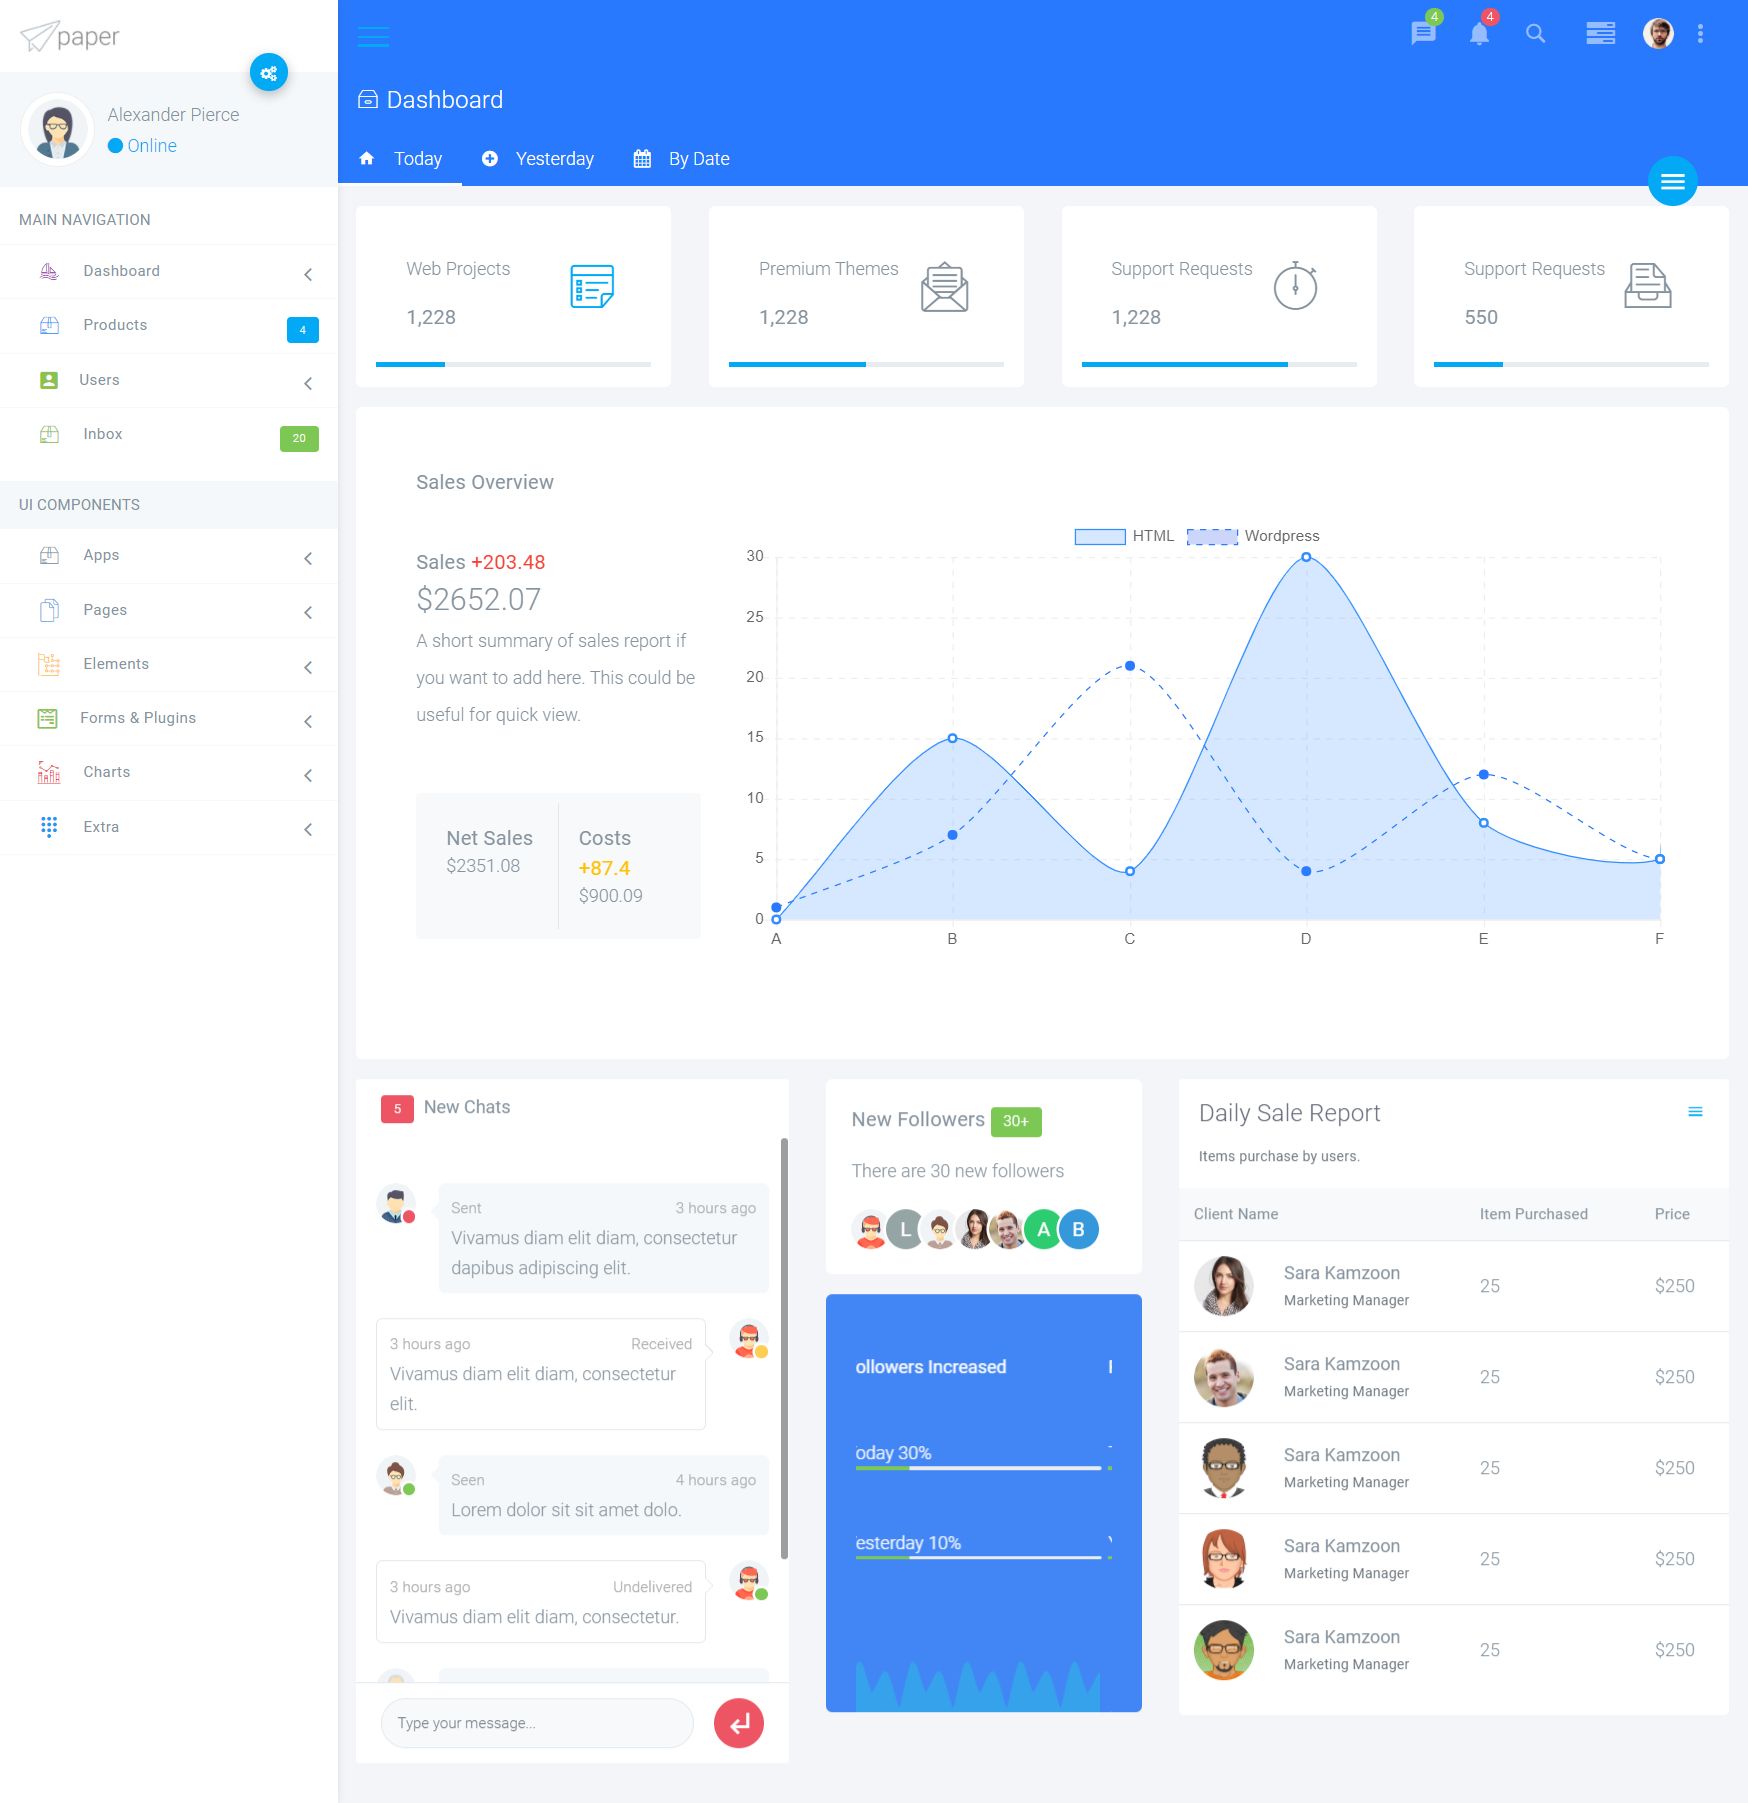 paper
Alexander Pierce
Online
MAIN NAVIGATION
Dashboard
Products 4
Users
Inbox 20
UI COMPONENTS
Apps
Pages
Elements
Forms & Plugins
Charts
Extra
4 4
Dashboard
Today Yesterday By Date
Web Projects
1,228
Premium Themes
1,228
Support Requests
1,228
Support Requests
550
Sales Overview
Sales +203.48
$2652.07
A short summary of sales report if
you want to add here. This could be
useful for quick view.
Net Sales
$2351.08
Costs
+87.4
$900.09
HTML Wordpress
30
25
20
15
10
5
0
A B C D E F
5 New Chats
Sent 3 hours ago
Vivamus diam elit diam, consectetur
dapibus adipiscing elit.
3 hours ago Received
Vivamus diam elit diam, consectetur
elit.
Seen 4 hours ago
Lorem dolor sit sit amet dolo.
3 hours ago Undelivered
Vivamus diam elit diam, consectetur.
Type your message...
New Followers 30+
There are 30 new followers
L A B
ollowers Increased
oday 30%
esterday 10%
Daily Sale Report
Items purchase by users.
Client Name Item Purchased Price
Sara Kamzoon
Marketing Manager
25 $250
Sara Kamzoon
Marketing Manager
25 $250
Sara Kamzoon
Marketing Manager
25 $250
Sara Kamzoon
Marketing Manager
25 $250
Sara Kamzoon
Marketing Manager
25 $250